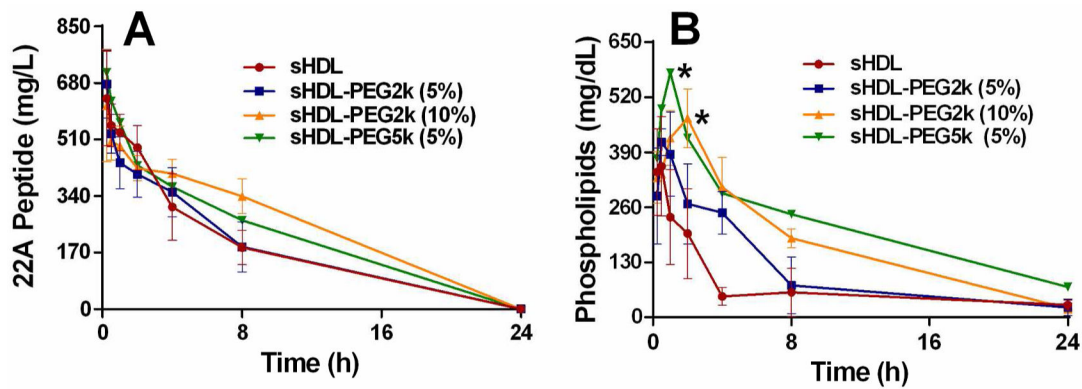 A
22A Peptide (mg/L)
850
680
510
340
170
0
0
8
16
24
Time (h)
sHDL
sHDL-PEG2k (5%)
sHDL-PEG2k (10%)
sHDL-PEG5k (5%)
B
Phospholipids (mg/dL)
650
520
390
260
130
0
0
8
16
24
Time (h)
*
*
sHDL
sHDL-PEG2k (5%)
sHDL-PEG2k (10%)
sHDL-PEG5k (5%)